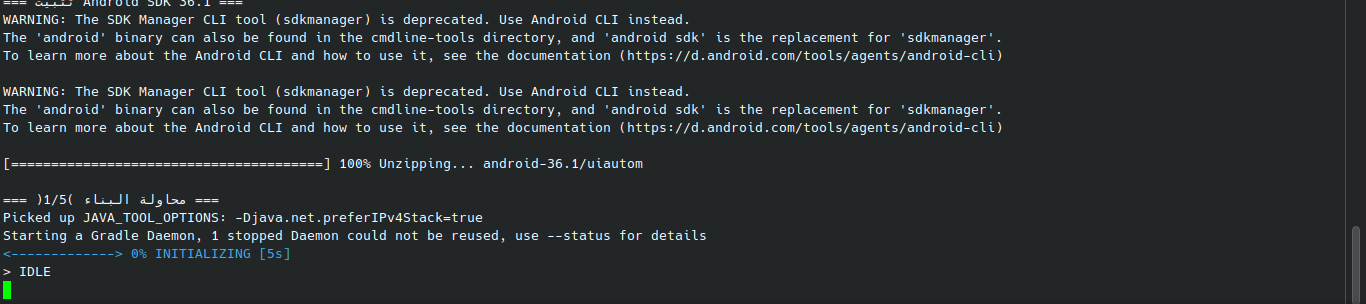 === تثبيت Android SDK 36.1 ===
WARNING: The SDK Manager CLI tool (sdkmanager) is deprecated. Use Android CLI instead.
The 'android' binary can also be found in the cmdline-tools directory, and 'android sdk' is the replacement for 'sdkmanager'.
To learn more about the Android CLI and how to use it, see the documentation (https://d.android.com/tools/agents/android-cli)
WARNING: The SDK Manager CLI tool (sdkmanager) is deprecated. Use Android CLI instead.
The 'android' binary can also be found in the cmdline-tools directory, and 'android sdk' is the replacement for 'sdkmanager'.
To learn more about the Android CLI and how to use it, see the documentation (https://d.android.com/tools/agents/android-cli)
[=======================================] 100% Unzipping... android-36.1/uiautom
=== محاولة البناء (1/5) ===
Picked up JAVA_TOOL_OPTIONS: -Djava.net.preferIPv4Stack=true
Starting a Gradle Daemon, 1 stopped Daemon could not be reused, use --status for details
<-------------> 0% INITIALIZING [5s]
> IDLE